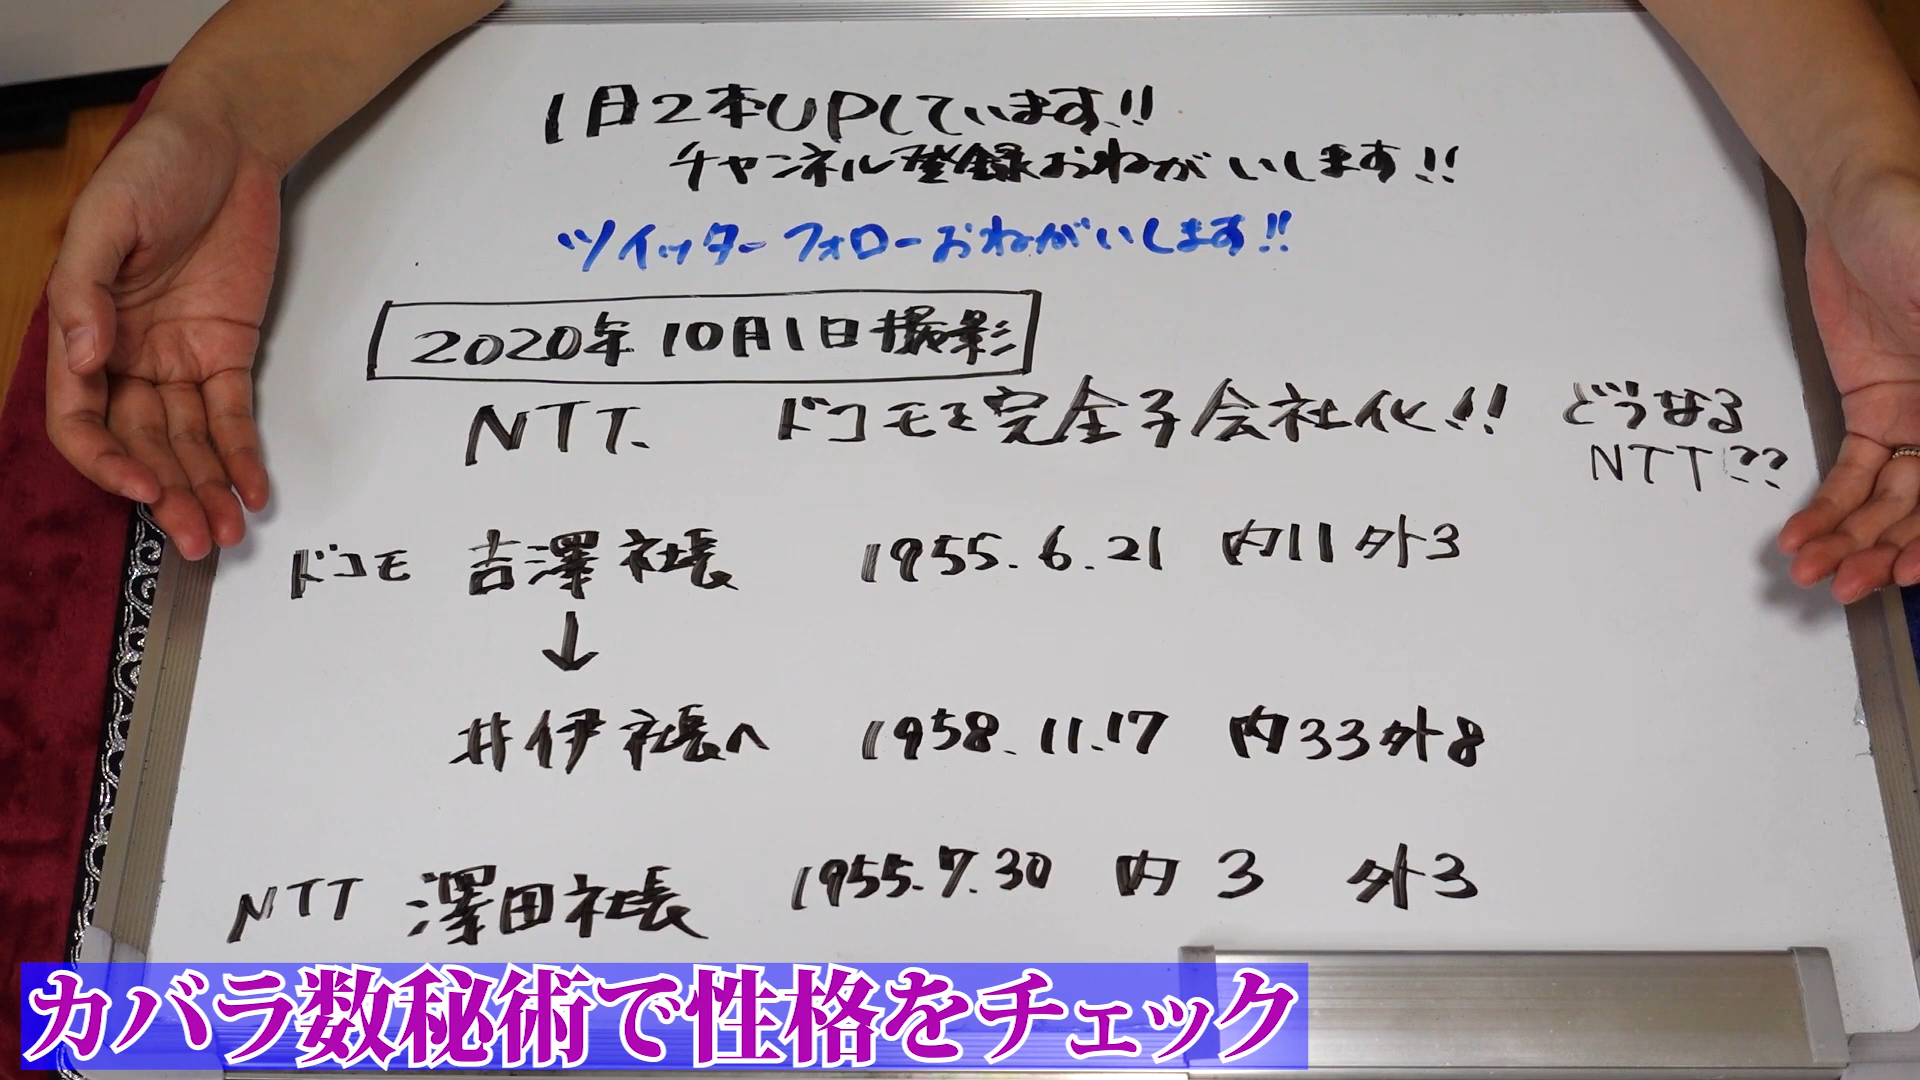 1日2本UPしています!!
チャンネル登録おねがいします!!
ツイッターフォローおねがいします!!
2020年10月1日撮影
NTT、ドコモを完全子会社化!! どうなる
NTT??
ドコモ 吉澤社長 1955.6.21 内11外3
↓
井伊社長へ 1958.11.17 内33外8
NTT 澤田社長 1955.7.30 内3 外3
カバラ数秘術で性格をチェック